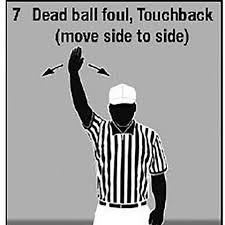 7 Dead ball foul, Touchback
(move side to side)